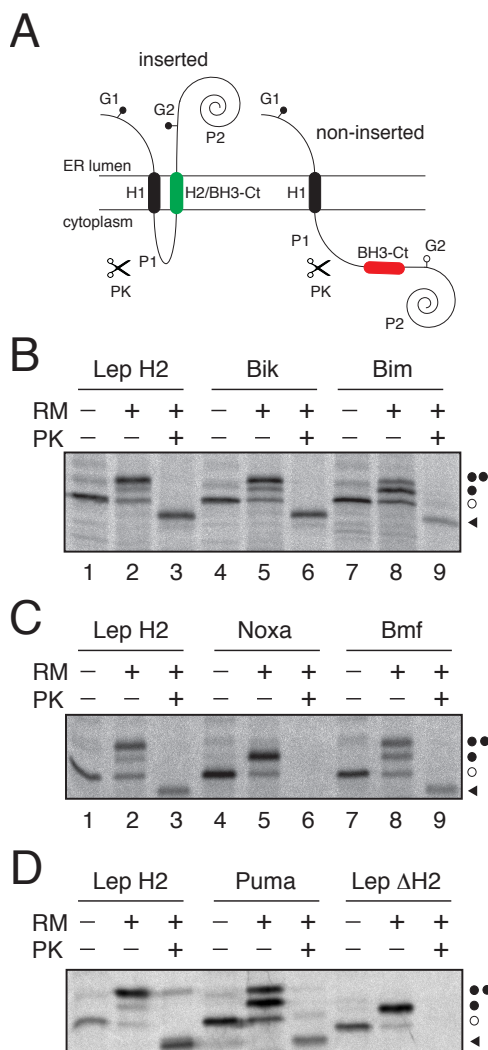 A
inserted
G1
G2
P2
G1
non-inserted
ER lumen
H1
H2/BH3-Ct
H1
cytoplasm
P1
PK
P1
PK
BH3-Ct
G2
P2
B
Lep H2 Bik Bim
RM − + + − + + − + +
PK + + +
●●
●
○
◄
1 2 3 4 5 6 7 8 9
C
Lep H2 Noxa Bmf
RM − + + − + + − + +
PK + + +
●●
●
○
◄
1 2 3 4 5 6 7 8 9
D
Lep H2 Puma Lep ΔH2
RM − + + − + + − + +
PK + + +
●●
●
○
◄